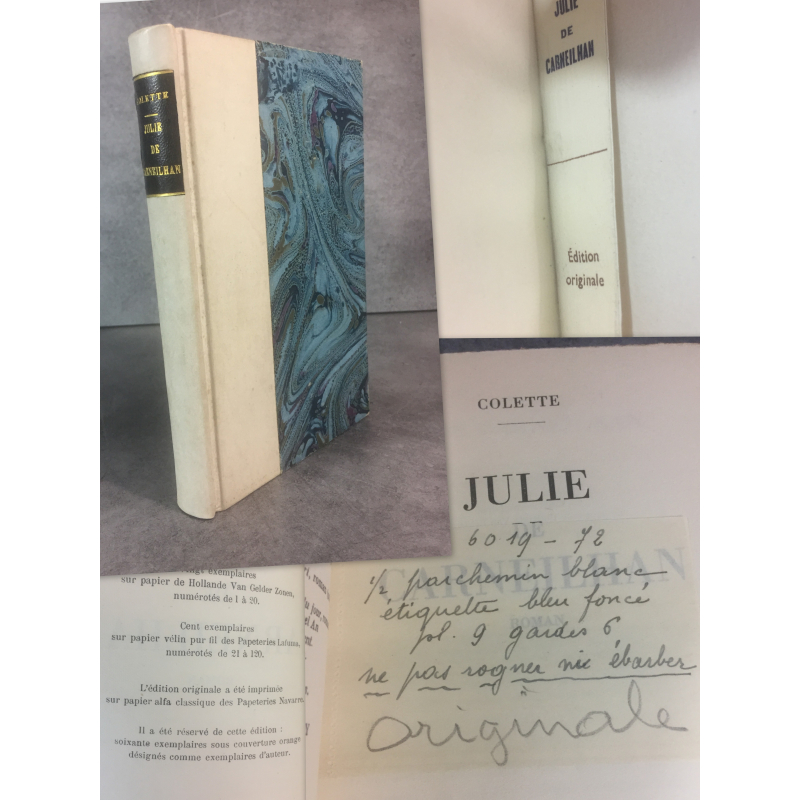 JULIE
DE
JULIE
DE
CARNEILHAN
Édition
originale
COLETTE
JULIE
DE
CARNEILHAN
ROMAN
6019 - 72
1/2 parchemin blanc
étiquette bleu foncé
9 gardes 6
ne pas rogner nix ébarber
originale
exemplaires
sur papier de Hollande Van Gelder Zonen,
numérotés de 1 à 20.
Cent exemplaires
sur papier vélin pur fil des Papeteries Lafuma,
numérotés de 21 à 120.
L'édition originale a été imprimée
sur papier alfa classique des Papeteries Navarre.
Il a été réservé de cette édition :
soixante exemplaires sous couverture orange
désignés comme exemplaires d'auteur.